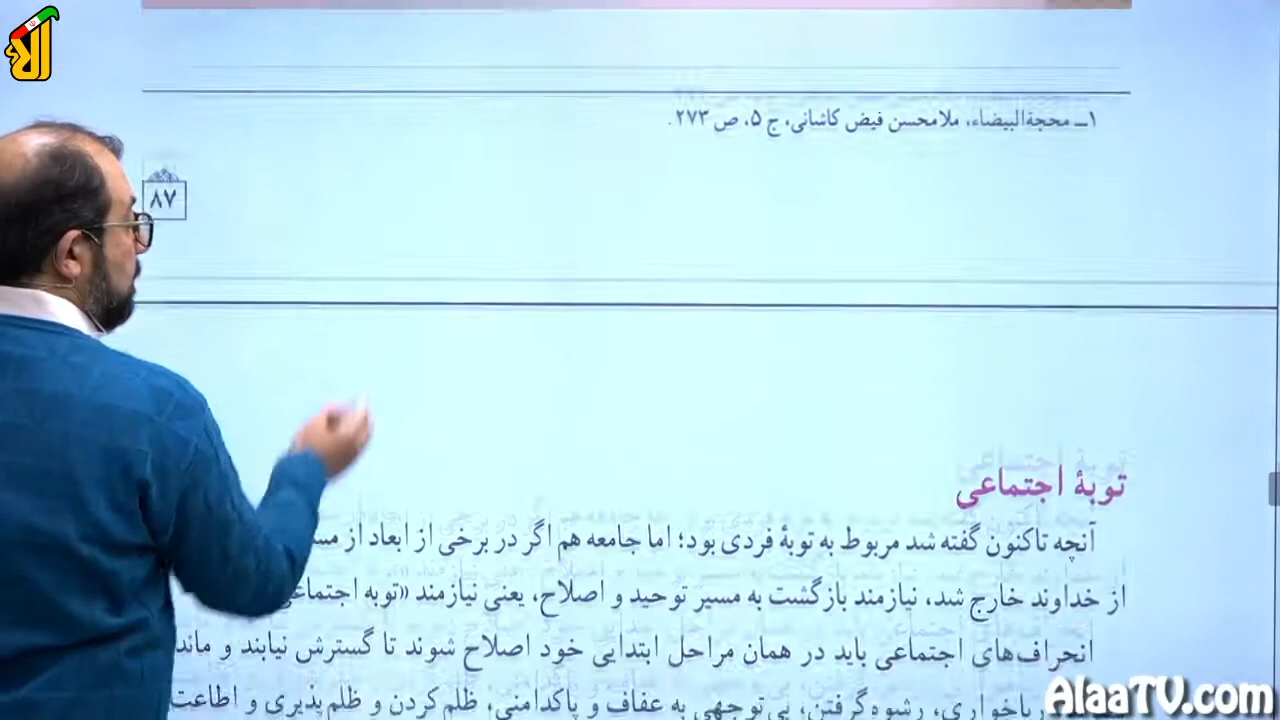 الا
۱ــ محجةالبیضاء، ملامحسن فیض کاشانی، ج ۵، ص ۲۷۳.
۸۷
توبهٔ اجتماعی
آنچه تاکنون گفته شد مربوط به توبهٔ فردی بود؛ اما جامعه هم اگر در برخی از ابعاد از
از خداوند خارج شد، نیازمند بازگشت به مسیر توحید و اصلاح، یعنی نیازمند «توبه اجتماعی
انحراف‌های اجتماعی باید در همان مراحل ابتدایی خود اصلاح شوند تا گسترش نیابند و
رشوه گرفتن، بی‌توجهی به عفاف و پاکدامنی، ظلم‌کردن و ظلم‌پذیری و اطاعت
AlaaTV.com